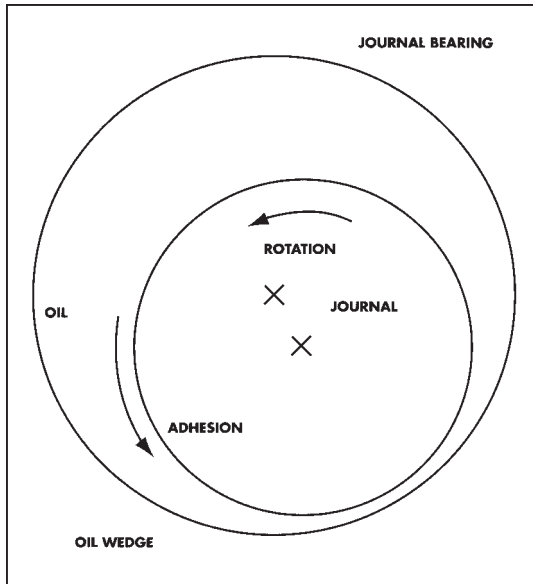 JOURNAL BEARING
ROTATION
JOURNAL
OIL
ADHESION
OIL WEDGE